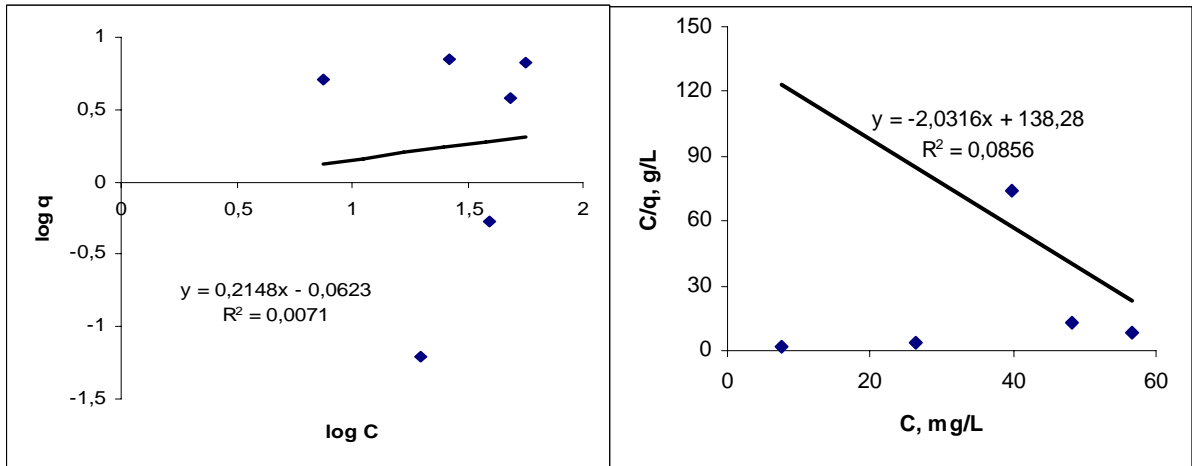 1
0,5
0
-0,5
-1
-1,5
0
0,5
1
1,5
2
log q
log C
y = 0,2148x - 0,0623
R² = 0,0071
150
120
90
60
30
0
0
20
40
60
C/q, g/L
C, mg/L
y = -2,0316x + 138,28
R² = 0,0856